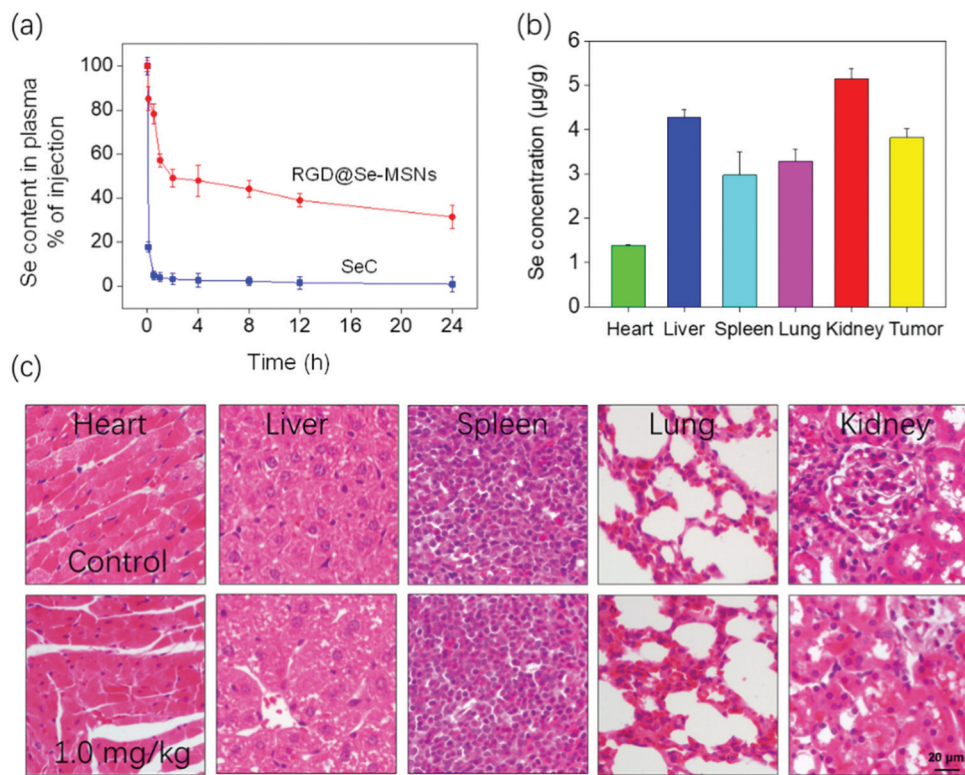 (a)
Se content in plasma
% of injection
100
80
60
40
20
0
RGD@Se-MSNs
SeC
0 4 8 12 16 20 24
Time (h)
(b)
Se concentration (µg/g)
6
5
4
3
2
1
0
Heart Liver Spleen Lung Kidney Tumor
(c)
Heart Liver Spleen Lung Kidney
Control
1.0 mg/kg
20 µm